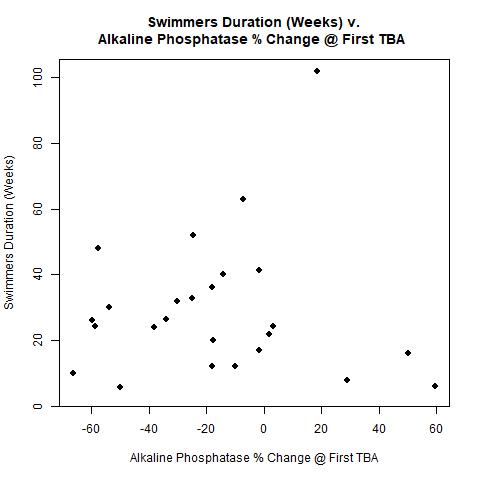 Swimmers Duration (Weeks) v.
Alkaline Phosphatase % Change @ First TBA
Swimmers Duration (Weeks)
100
80
60
40
20
0
-60 -40 -20 0 20 40 60
Alkaline Phosphatase % Change @ First TBA